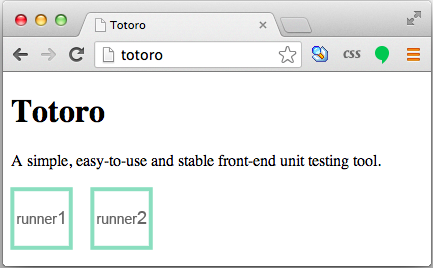 Totoro
totoro
css
Totoro
A simple, easy-to-use and stable front-end unit testing tool.
runner1 runner2